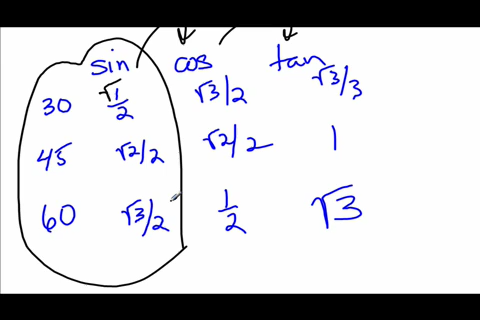 sin cos tan
30 √1/2 √3/2 √3/3
45 √2/2 √2/2 1
60 √3/2 1/2 √3